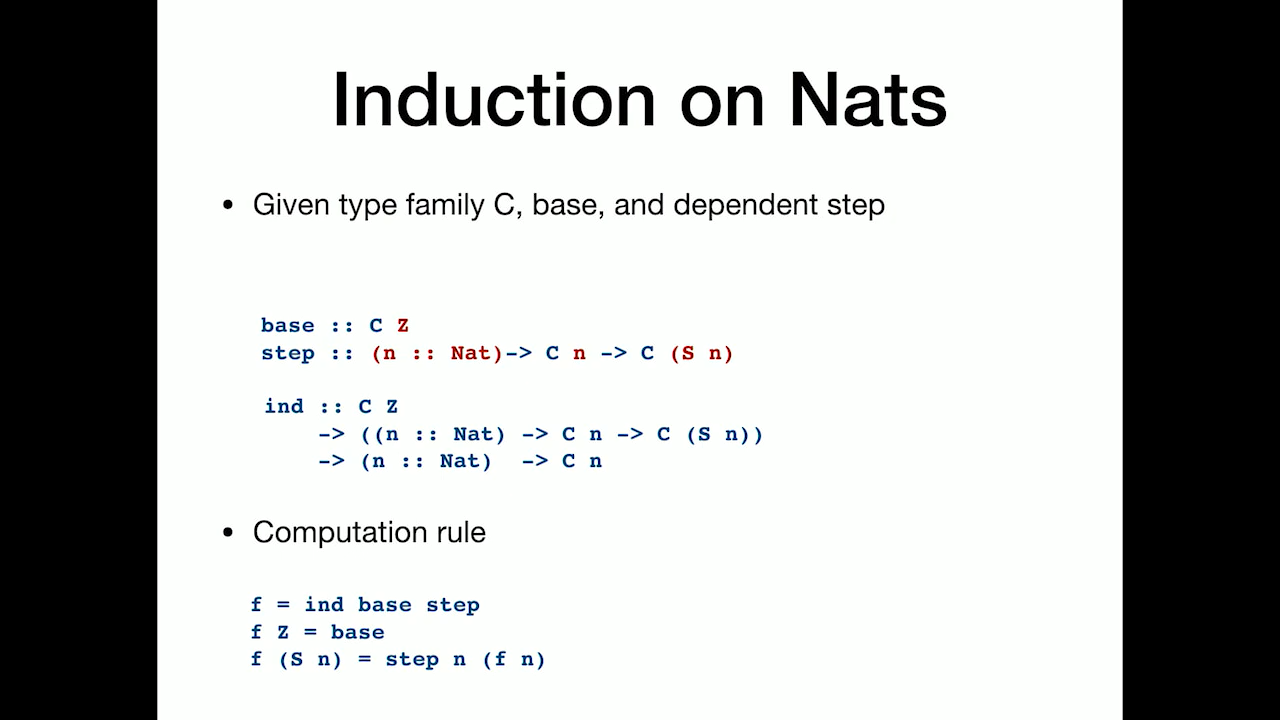 Induction on Nats
• Given type family C, base, and dependent step
base :: C Z
step :: (n :: Nat)-> C n -> C (S n)
ind :: C Z
-> ((n :: Nat) -> C n -> C (S n))
-> (n :: Nat)  -> C n
• Computation rule
f = ind base step
f Z = base
f (S n) = step n (f n)